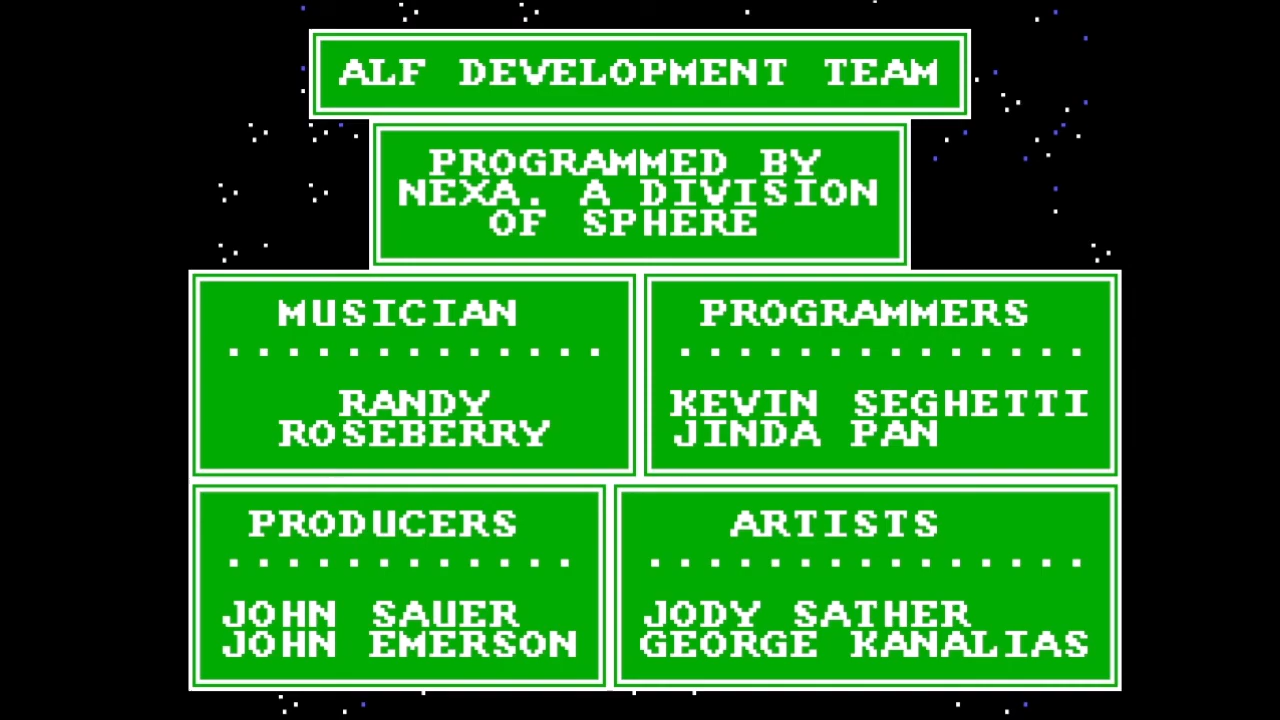 ALF DEVELOPMENT TEAM
PROGRAMMED BY
NEXA. A DIVISION
OF SPHERE
MUSICIAN
.............
RANDY
ROSEBERRY
PROGRAMMERS
..............
KEVIN SEGHETTI
JINDA PAN
PRODUCERS
............
JOHN SAUER
JOHN EMERSON
ARTISTS
...............
JODY SATHER
GEORGE KANALIAS